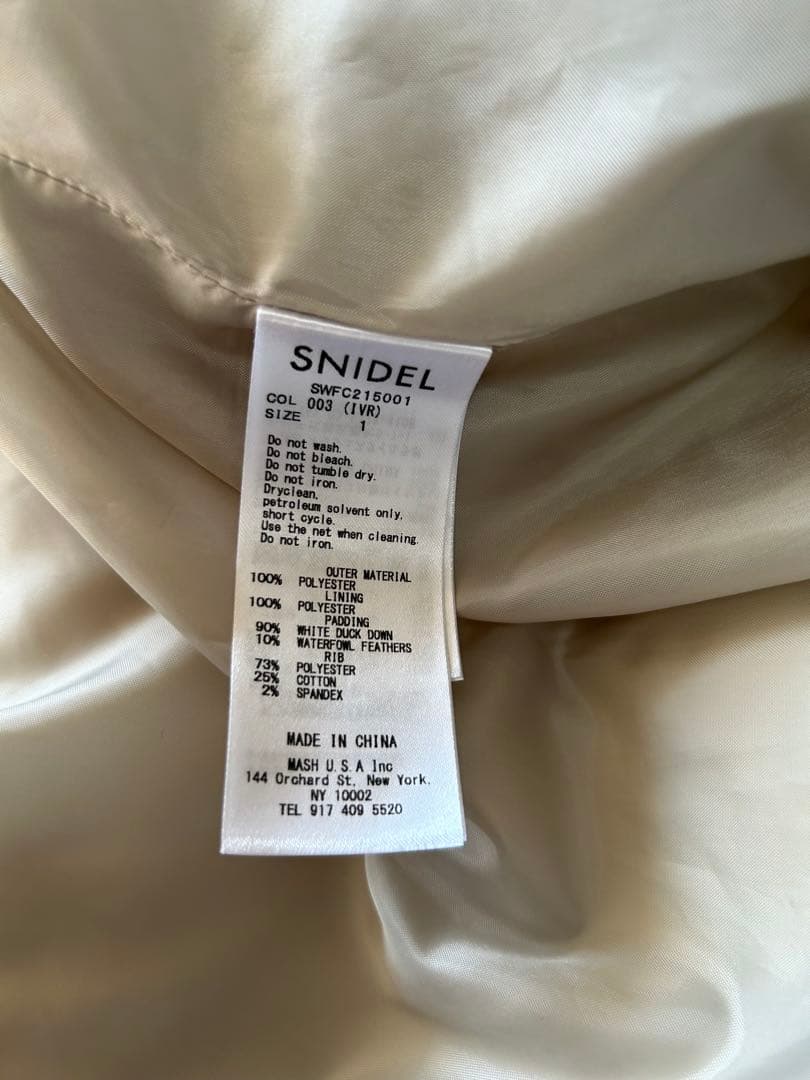 SNIDEL
SWFC215001
COL 003 (IVR)
SIZE 1
Do not wash.
Do not bleach.
Do not tumble dry.
Do not iron.
Dryclean,
petroleum solvent only,
short cycle.
Use the net when cleaning.
Do not iron.
OUTER MATERIAL
100% POLYESTER
LINING
100% POLYESTER
PADDING
90% WHITE DUCK DOWN
10% WATERFOWL FEATHERS
RIB
73% POLYESTER
25% COTTON
2% SPANDEX
MADE IN CHINA
MASH U.S.A Inc
144 Orchard St, New York.
NY 10002
TEL 917 409 5520